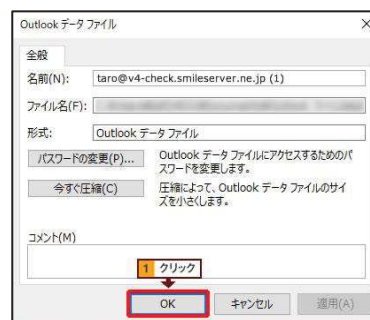 Outlook データ ファイル
全般
名前(N): taro@v4-check.smileserver.ne.jp (1)
ファイル名(F):
形式: Outlook データ ファイル
パスワードの変更(P)... Outlook データ ファイルにアクセスするためのパ
スワードを変更します。
今すぐ圧縮(C) 圧縮によって、Outlook データ ファイルのサイ
ズを小さくします。
コメント(M)
1 クリック
OK キャンセル 適用(A)